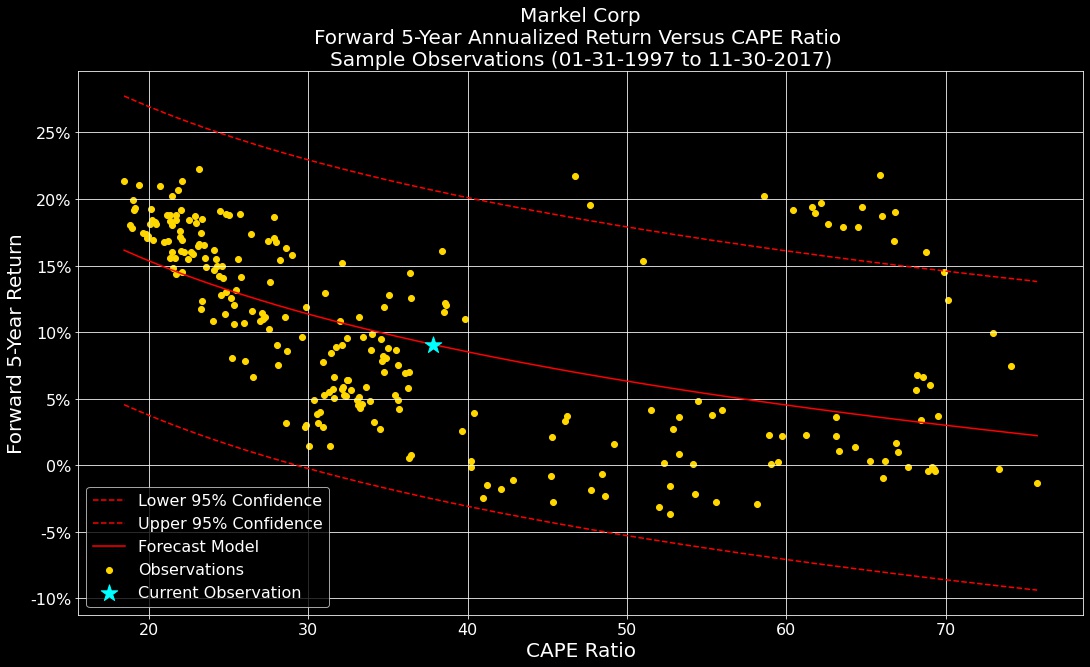 Markel Corp
Forward 5-Year Annualized Return Versus CAPE Ratio
Sample Observations (01-31-1997 to 11-30-2017)
Forward 5-Year Return
25%
20%
15%
10%
5%
0%
-5%
-10%
Lower 95% Confidence
Upper 95% Confidence
Forecast Model
Observations
Current Observation
20 30 40 50 60 70
CAPE Ratio